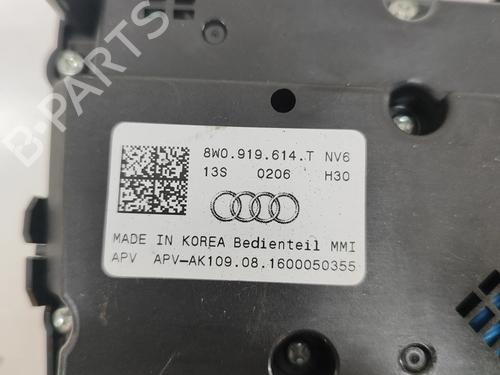 8W0.919.614.T NV6
13S 0206 H30
MADE IN KOREA Bedienteil MMI
APV APV-AK109.08.1600050355
B-PARTS